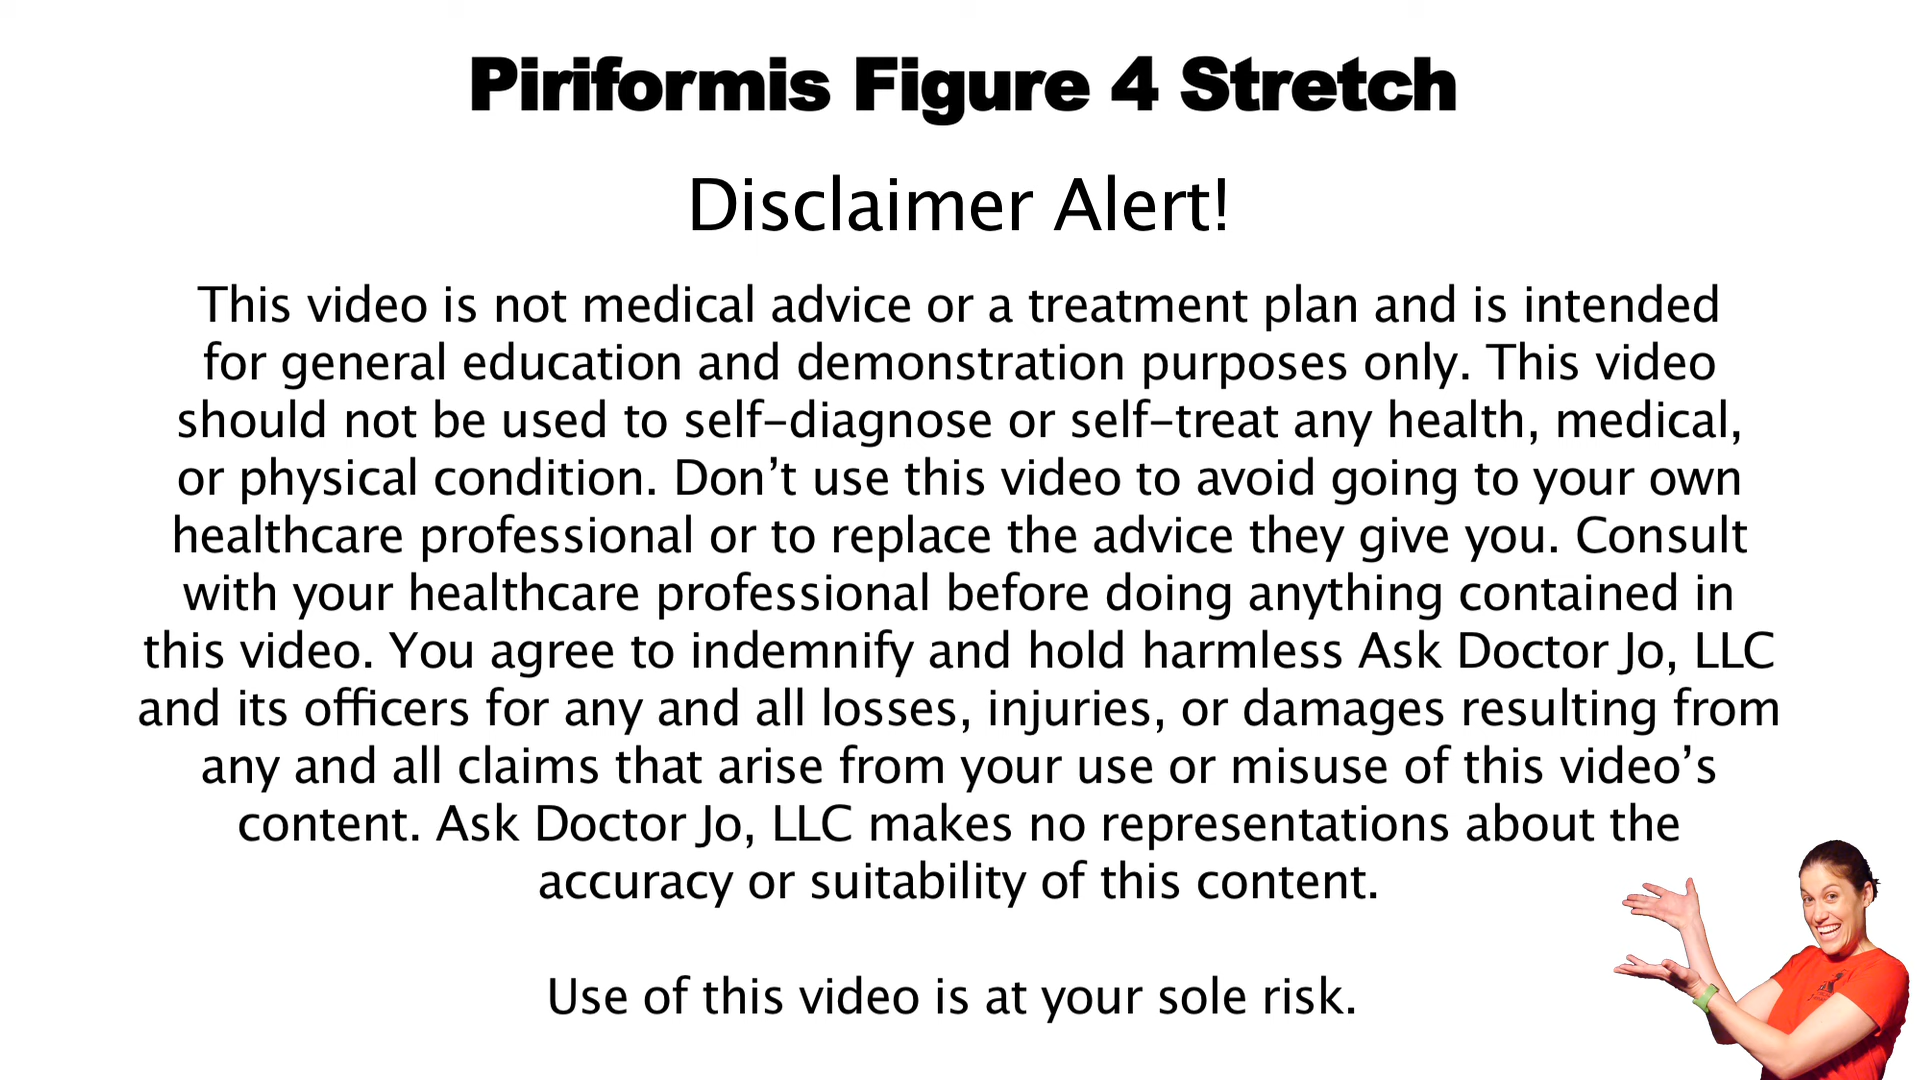 Piriformis Figure 4 Stretch
Disclaimer Alert!
This video is not medical advice or a treatment plan and is intended
for general education and demonstration purposes only. This video
should not be used to self-diagnose or self-treat any health, medical,
or physical condition. Don’t use this video to avoid going to your own
healthcare professional or to replace the advice they give you. Consult
with your healthcare professional before doing anything contained in
this video. You agree to indemnify and hold harmless Ask Doctor Jo, LLC
and its officers for any and all losses, injuries, or damages resulting from
any and all claims that arise from your use or misuse of this video’s
content. Ask Doctor Jo, LLC makes no representations about the
accuracy or suitability of this content.
Use of this video is at your sole risk.